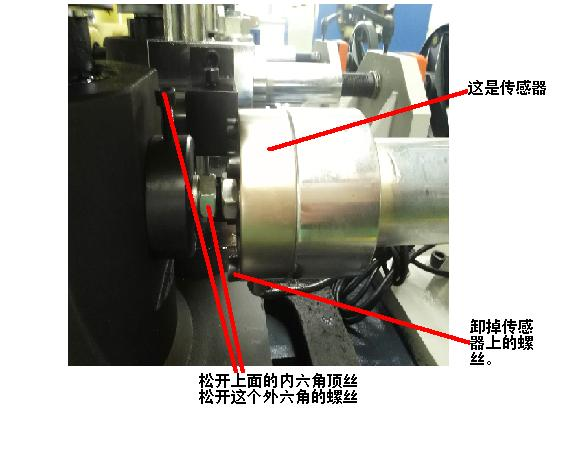 这是传感器
卸掉传感
器上的螺
丝。
松开上面的内六角顶丝
松开这个外六角的螺丝